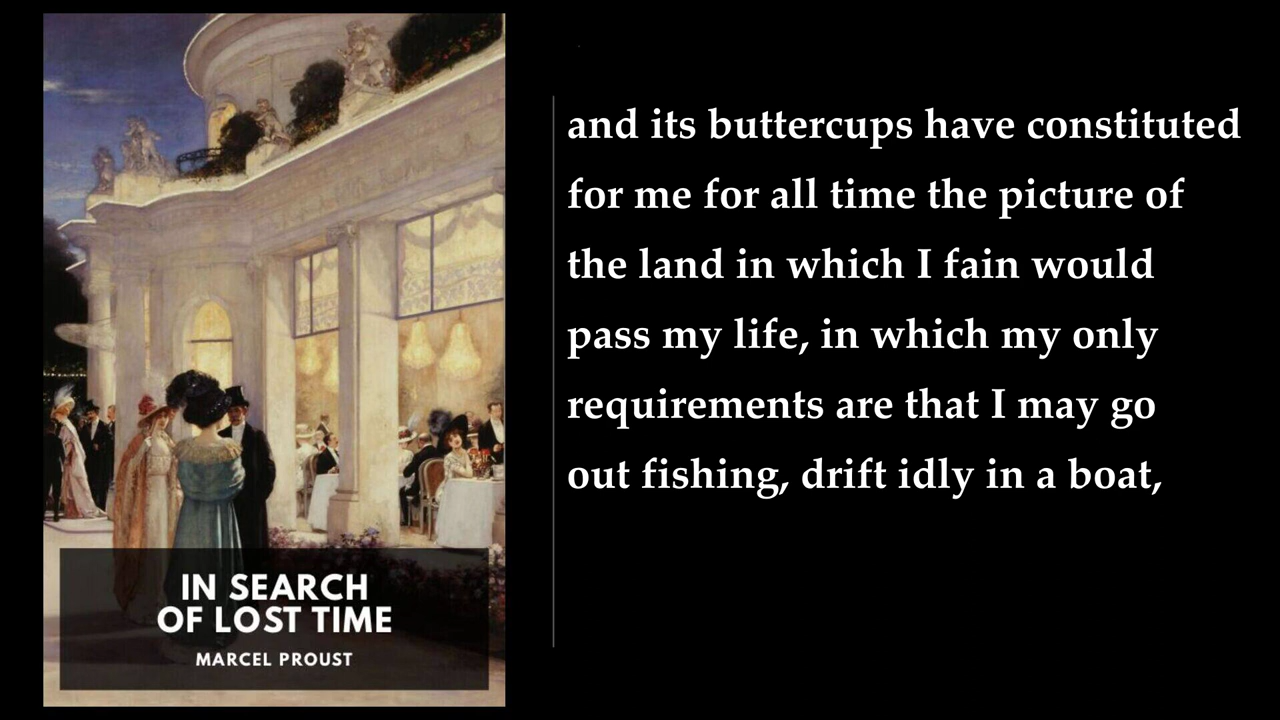 IN SEARCH
OF LOST TIME
MARCEL PROUST
and its buttercups have constituted
for me for all time the picture of
the land in which I fain would
pass my life, in which my only
requirements are that I may go
out fishing, drift idly in a boat,